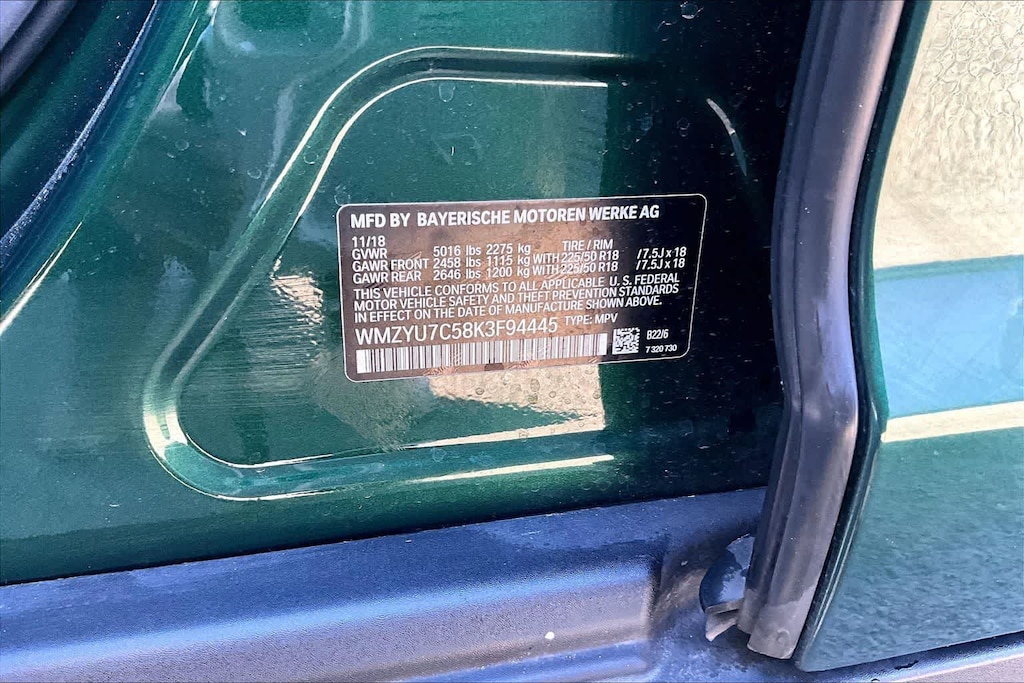 MFD BY BAYERISCHE MOTOREN WERKE AG
11/18
GVWR 5016 lbs 2275 kg TIRE / RIM
GAWR FRONT 2458 lbs 1115 kg WITH 225/50 R18 / 7.5J x 18
GAWR REAR 2646 lbs 1200 kg WITH 225/50 R18 / 7.5J x 18
THIS VEHICLE CONFORMS TO ALL APPLICABLE U. S. FEDERAL
MOTOR VEHICLE SAFETY AND THEFT PREVENTION STANDARDS
IN EFFECT ON THE DATE OF MANUFACTURE SHOWN ABOVE.
WMZYU7C58K3F94445 TYPE: MPV
B22/6
7 320 730